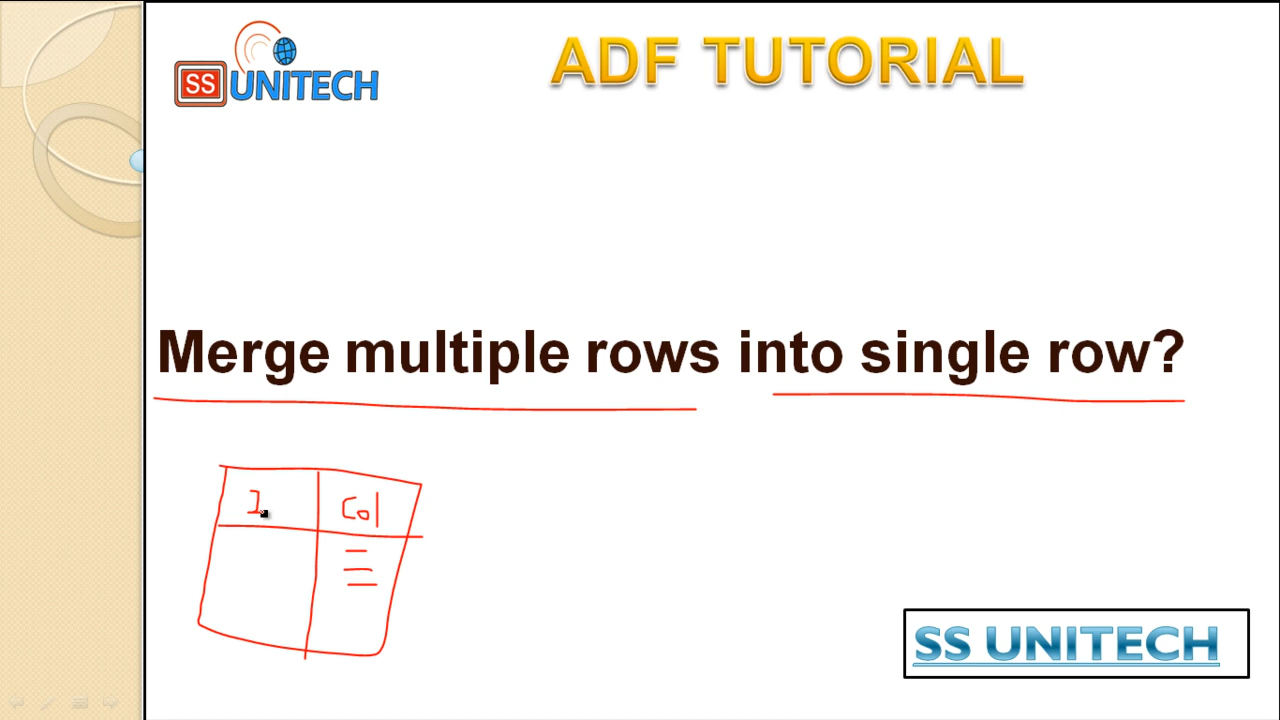 SS UNITECH
ADF TUTORIAL
Merge multiple rows into single row?
I
Col
SS UNITECH